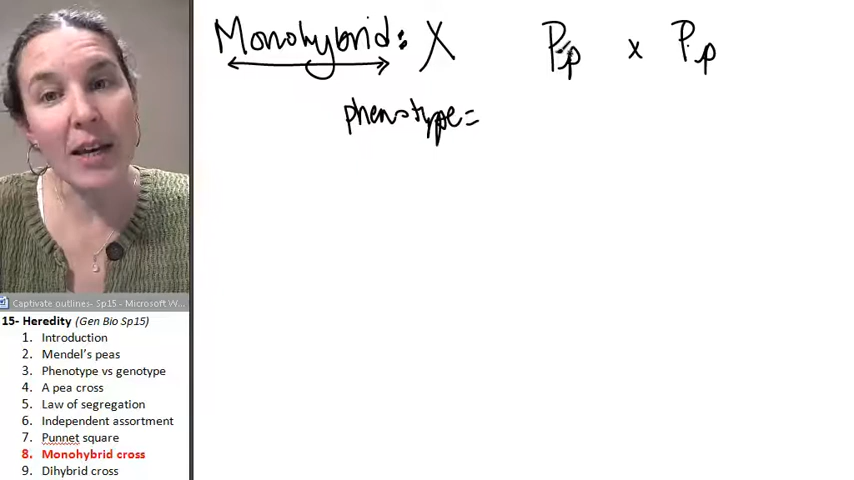 Monohybrid: X Pp x Pp
phenotype=
Captivate outlines- Sp15 - Microsoft W...
15- Heredity (Gen Bio Sp15)
1. Introduction
2. Mendel's peas
3. Phenotype vs genotype
4. A pea cross
5. Law of segregation
6. Independent assortment
7. Punnet square
8. Monohybrid cross
9. Dihybrid cross